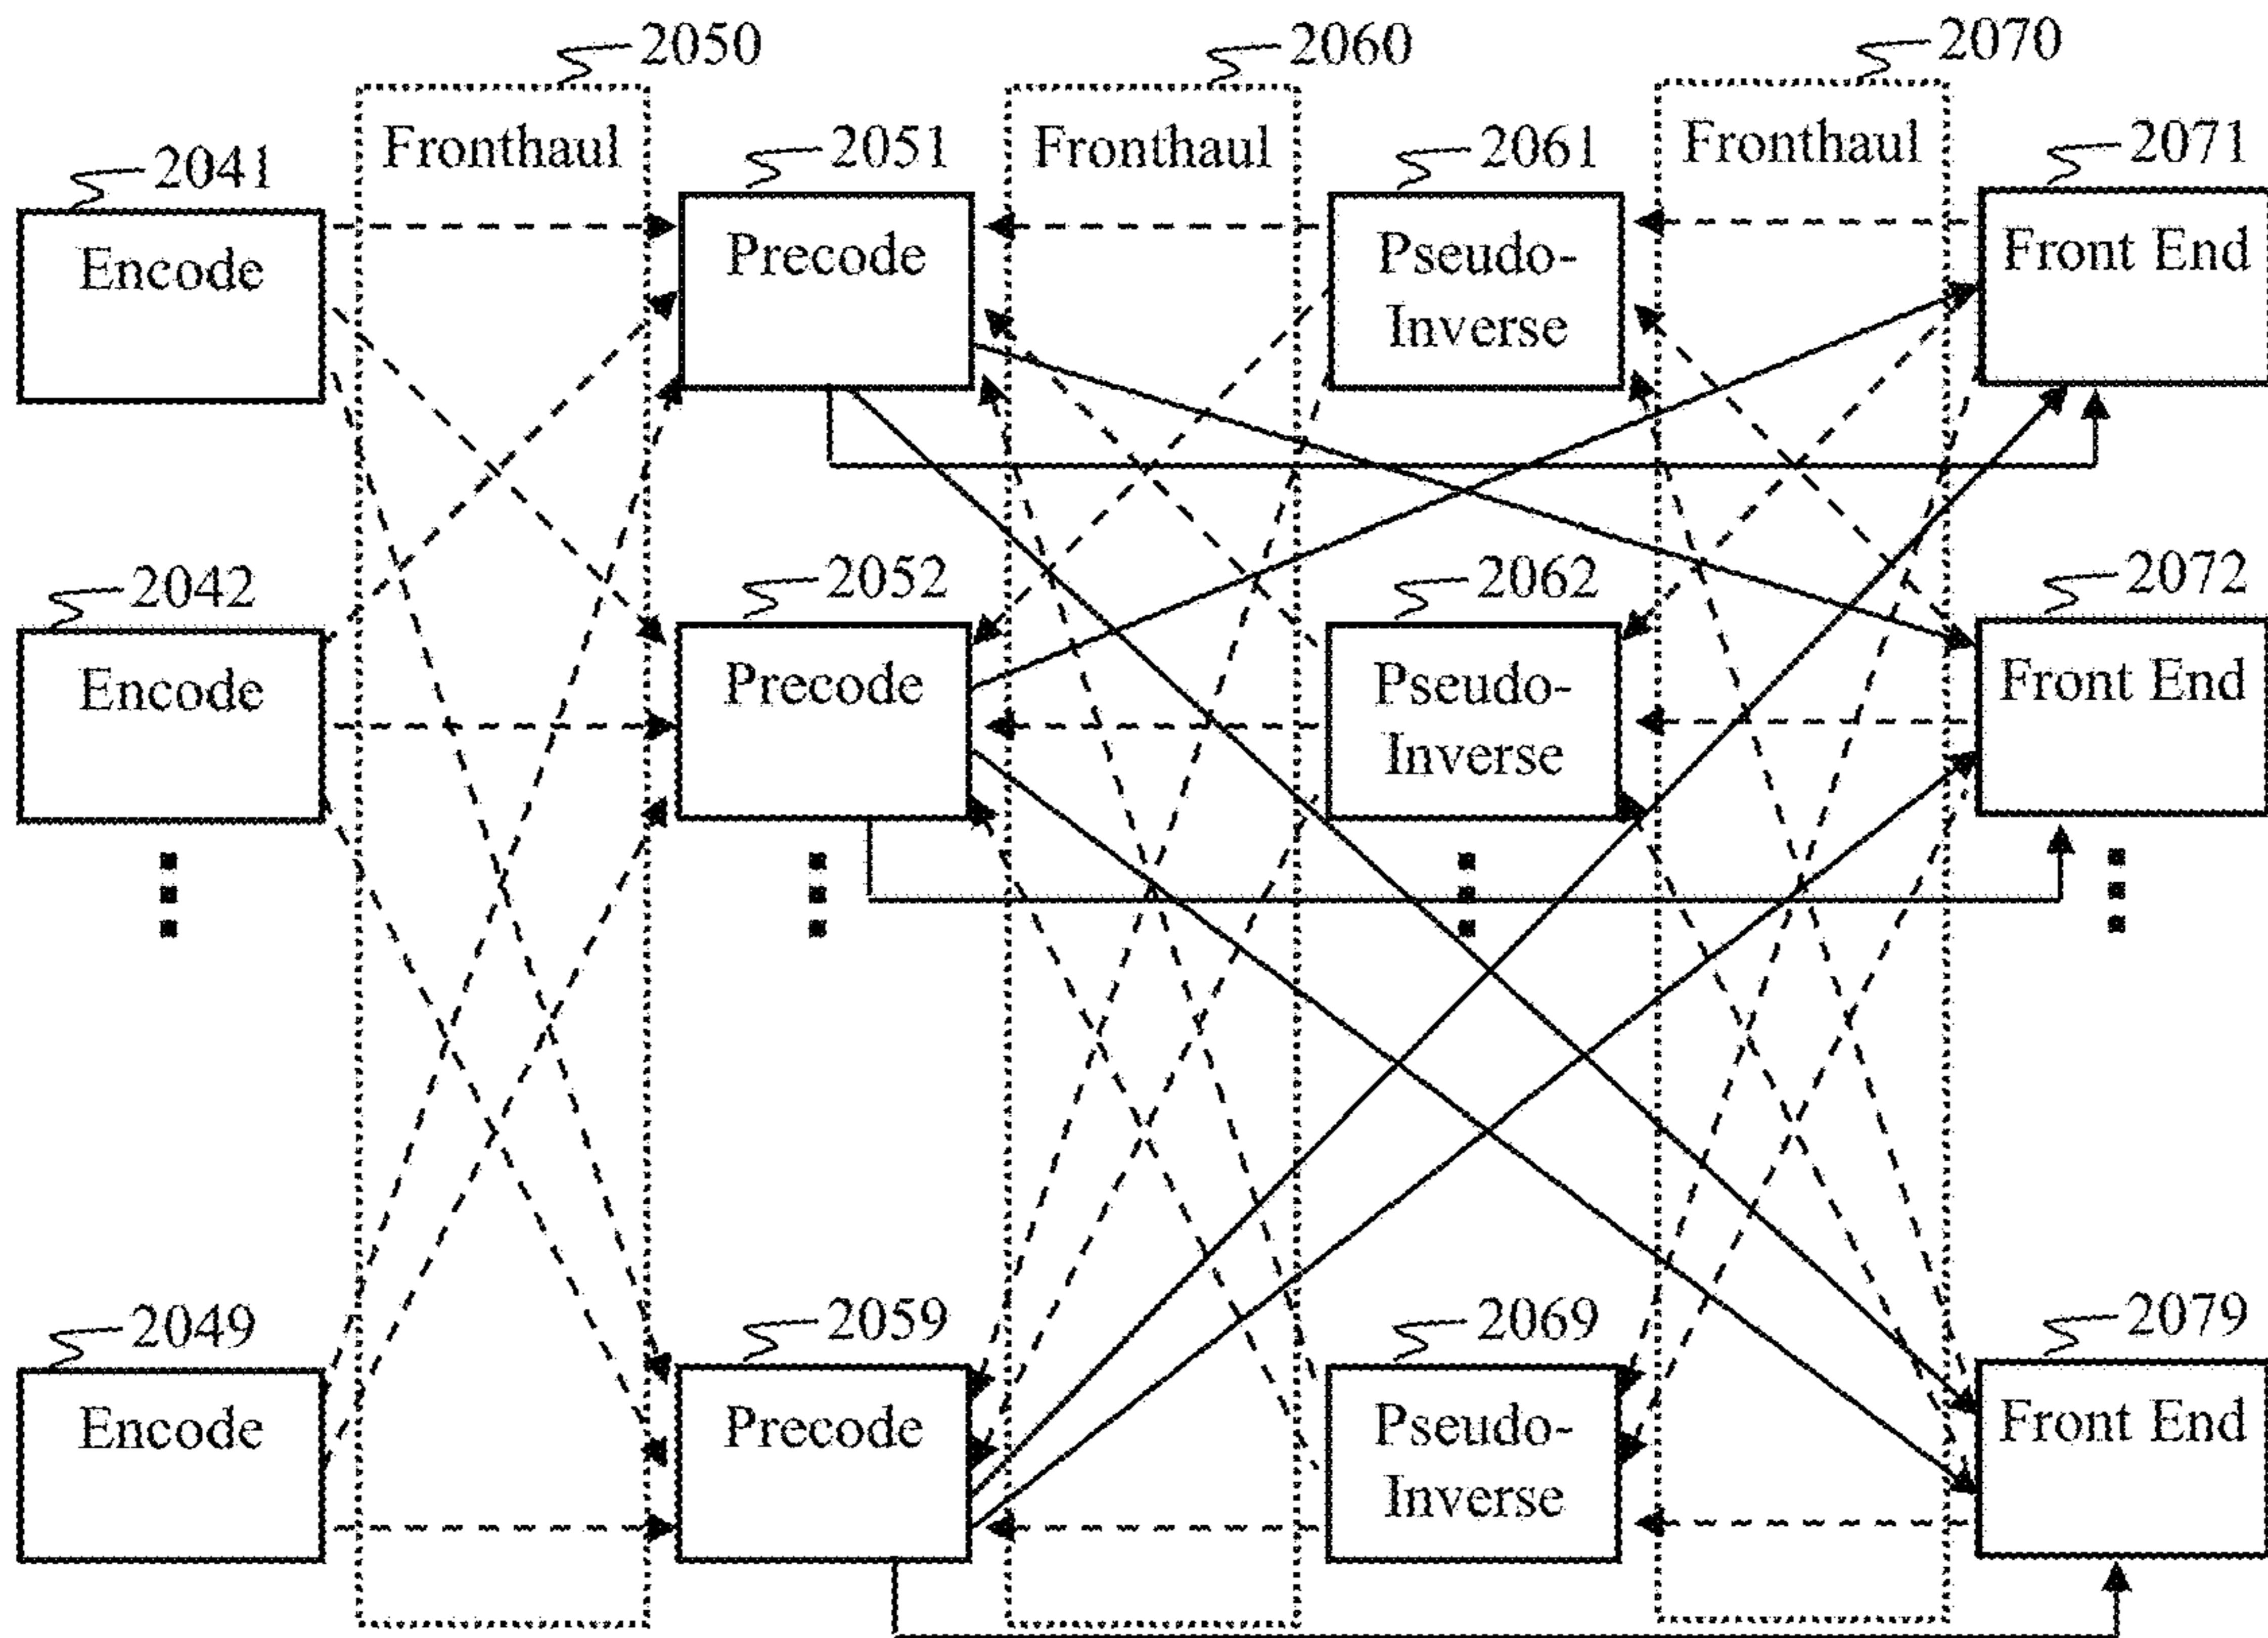 2050
2060
2070
Fronthaul
Fronthaul
Fronthaul
2041
2051
2061
2071
Encode
Precode
Pseudo-
Inverse
Front End
2042
2052
2062
2072
Encode
Precode
Pseudo-
Inverse
Front End
2049
2059
2069
2079
Encode
Precode
Pseudo-
Inverse
Front End